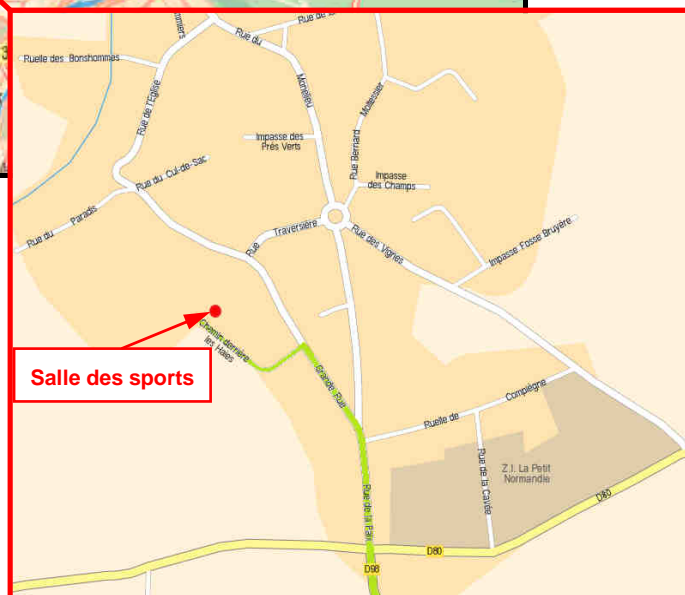 Rue du
Ruelle des Bonshommes
Rue de l'Eglise
Monelieu
Moltessier
Rue Bernard
Impasse des
Prés Verts
Rue du Cul-de-Sac
Impasse
des Champs
Rue du Paradis
Rue Traversière
Rue des Vignes
Impasse Fosse Bruyère
Chemin derrière
les Haies
Salle des sports
Grande Rue
Ruelle de Compiègne
Z.I. La Petit
Normandie
Rue de la Cavée
Rue de la Paix
D80
D80
D98